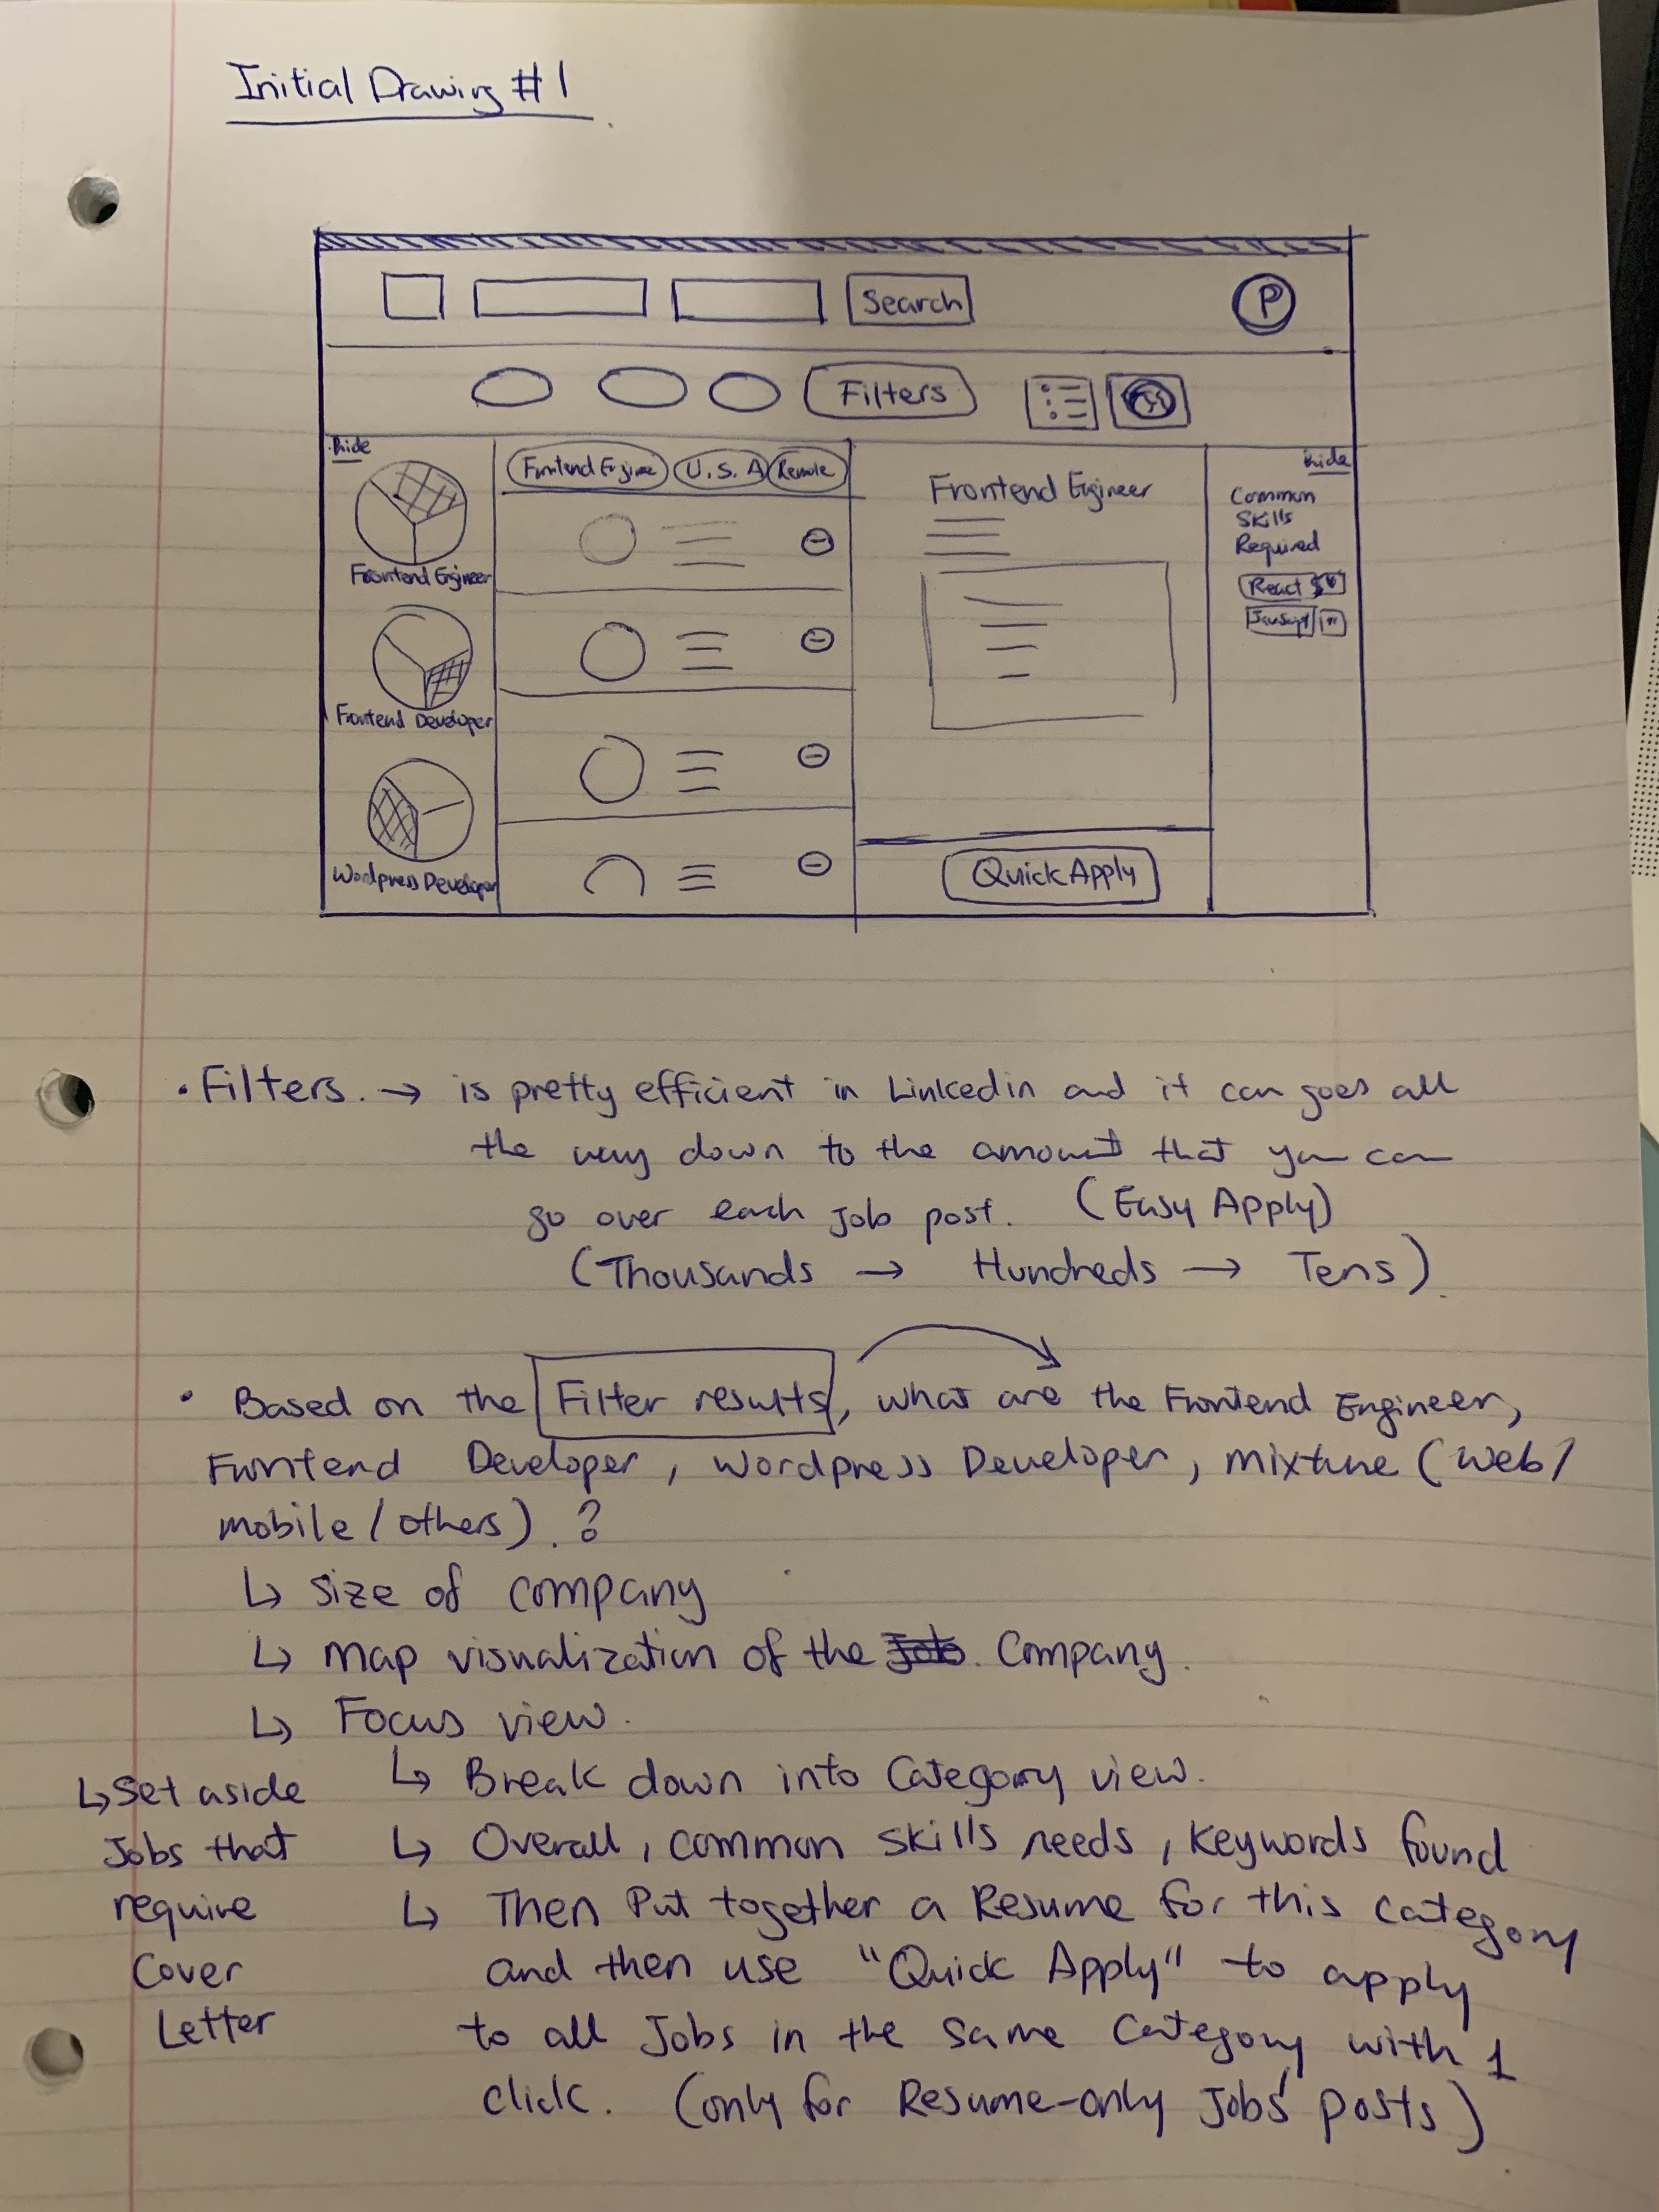 Initial Drawing #1
Search
P
Filters
hide
Frontend Engine
U.S.A
Remote
hide
Frontend Engineer
Common
Skills
Required
React
JavaScript
Frontend Engineer
Frontend Developer
Wordpress Developer
Quick Apply
• Filters. → is pretty efficient in Linkedin and it can goes all
the way down to the amount that you can
go over each job post. (Easy Apply)
(Thousands → Hundreds → Tens)
• Based on the Filter results, what are the Frontend Engineer,
Frontend Developer, Wordpress Developer, mixture (web/
mobile/others).?
↳ size of company
↳ map visualization of the Job. Company.
↳ Focus view.
↳ Break down into Category view.
↳ Overall, common skills needs, keywords found
↳ Then Put together a Resume for this category
and then use "Quick Apply" to apply
to all Jobs in the same Category with 1
click. (only for Resume-only Jobs' posts)
↳ Set aside
Jobs that
require
Cover
Letter